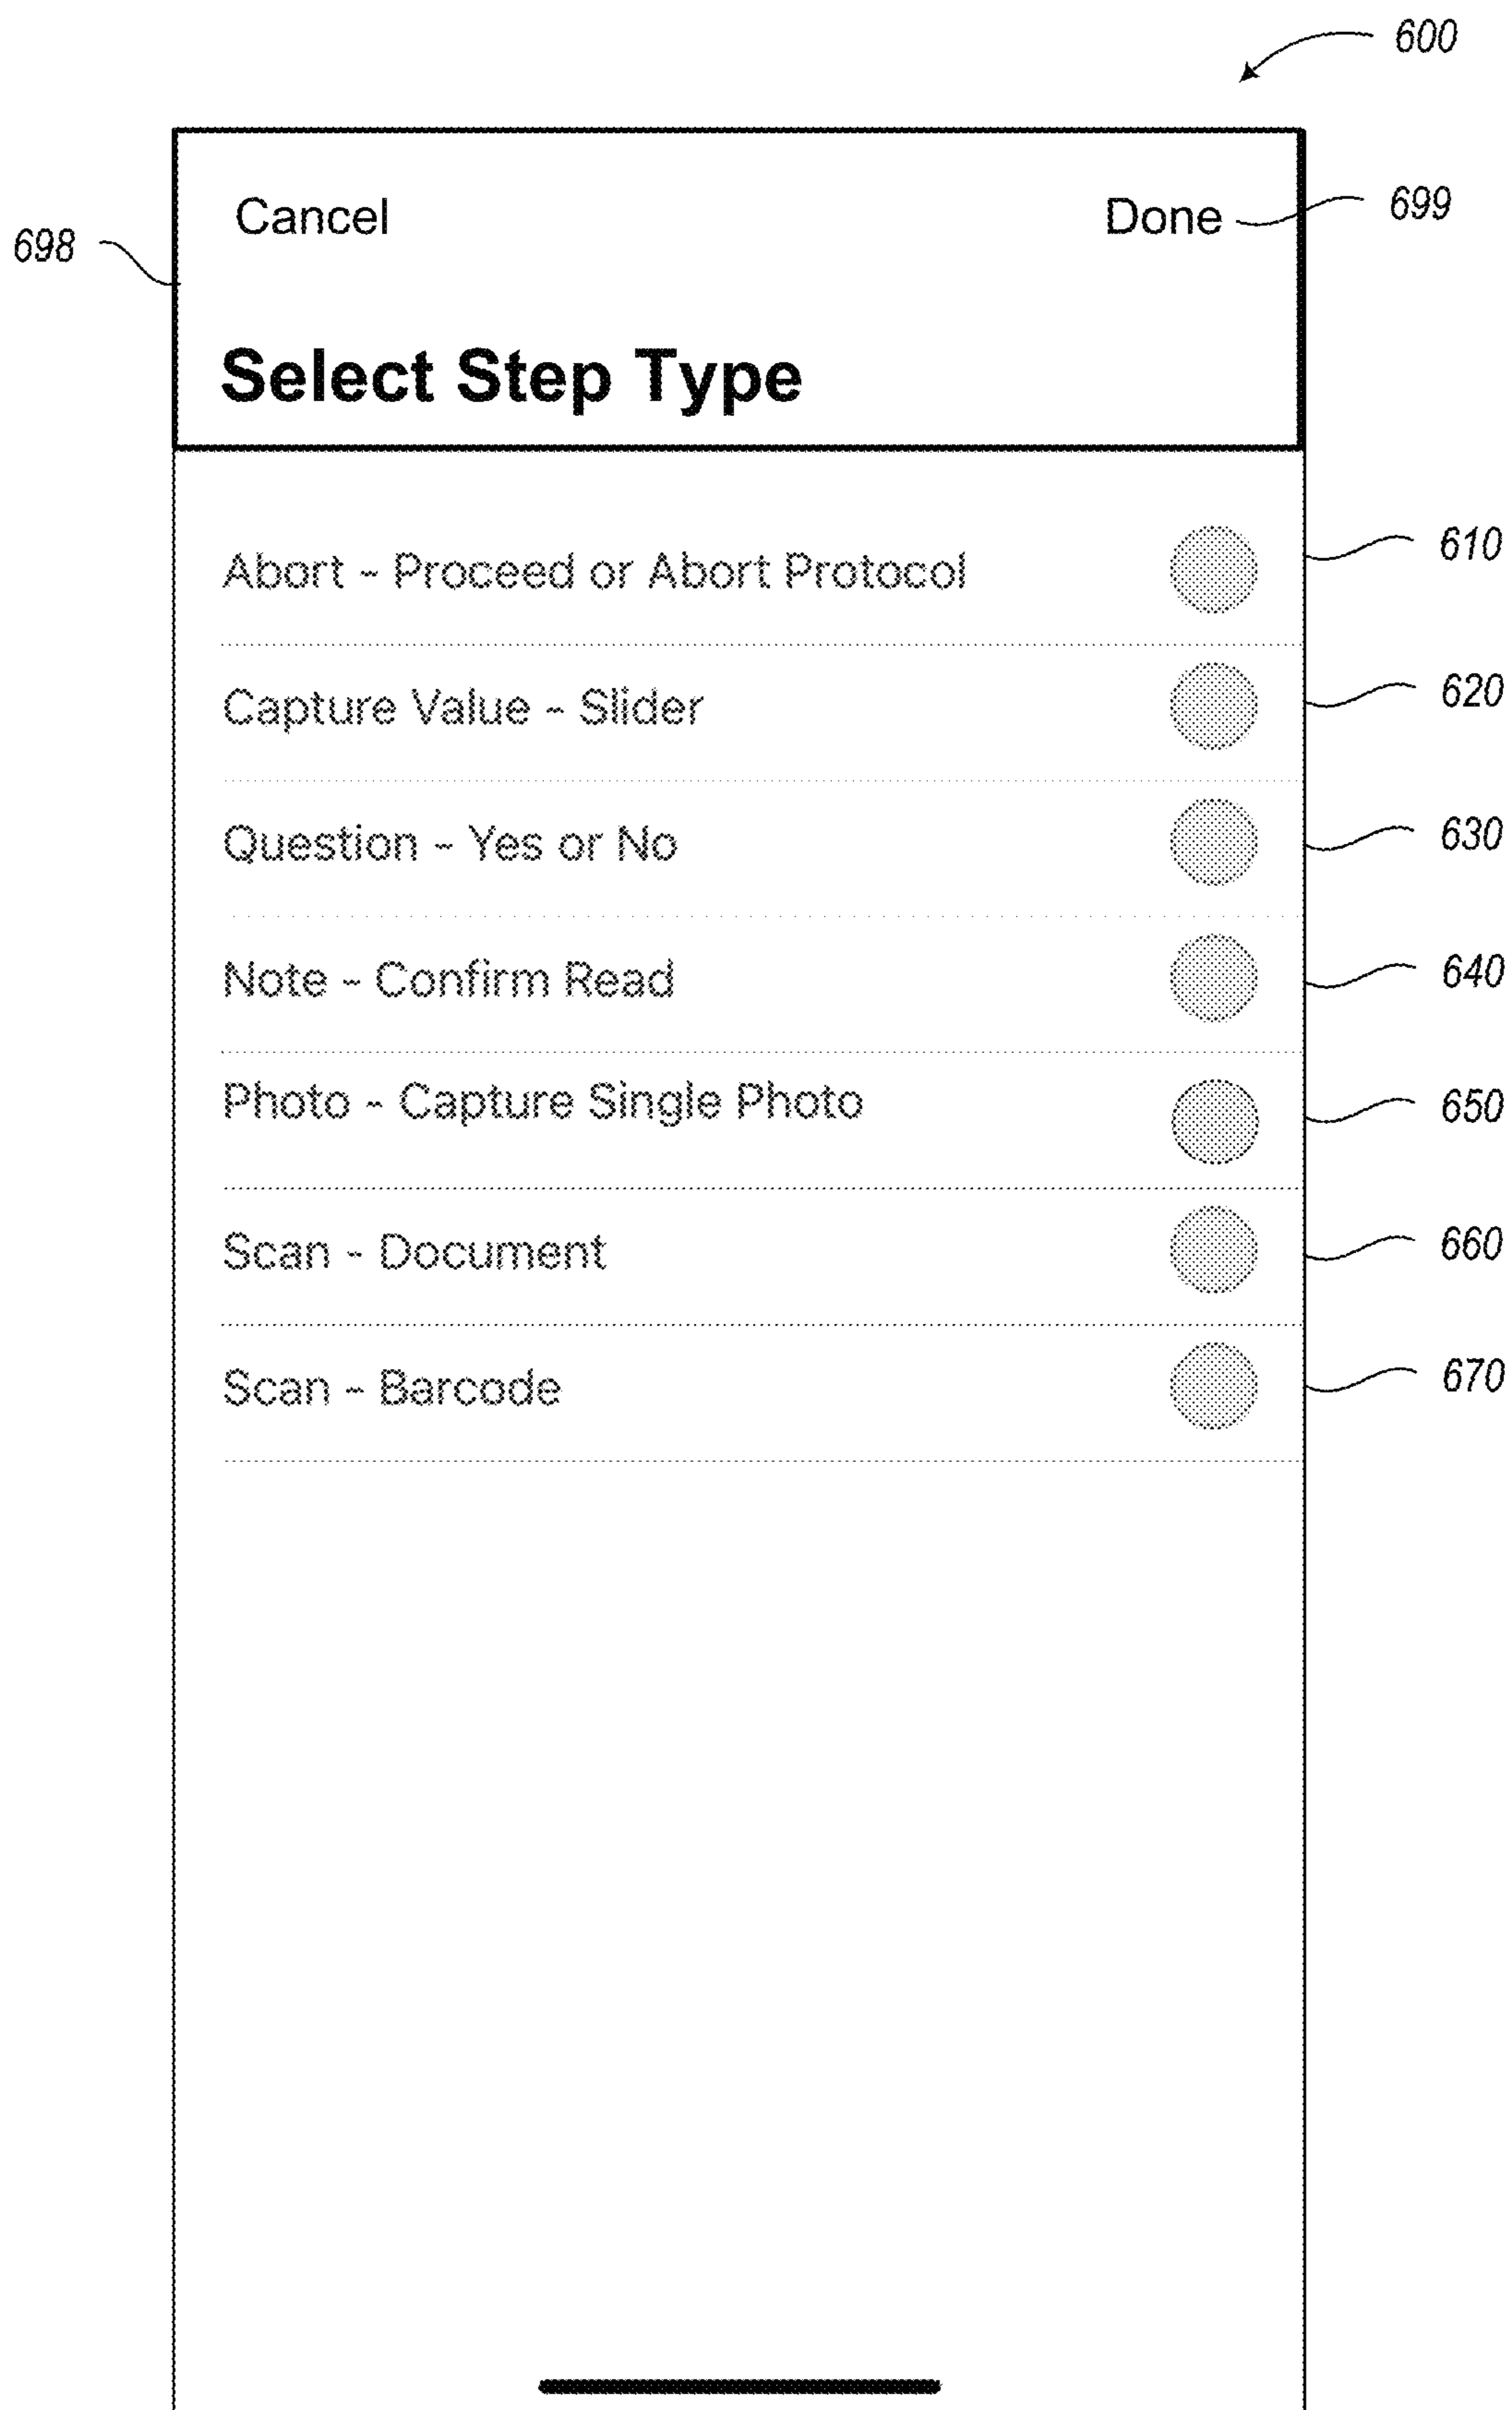 600
Cancel Done 699
698
Select Step Type
Abort - Proceed or Abort Protocol 610
Capture Value - Slider 620
Question - Yes or No 630
Note - Confirm Read 640
Photo - Capture Single Photo 650
Scan - Document 660
Scan - Barcode 670